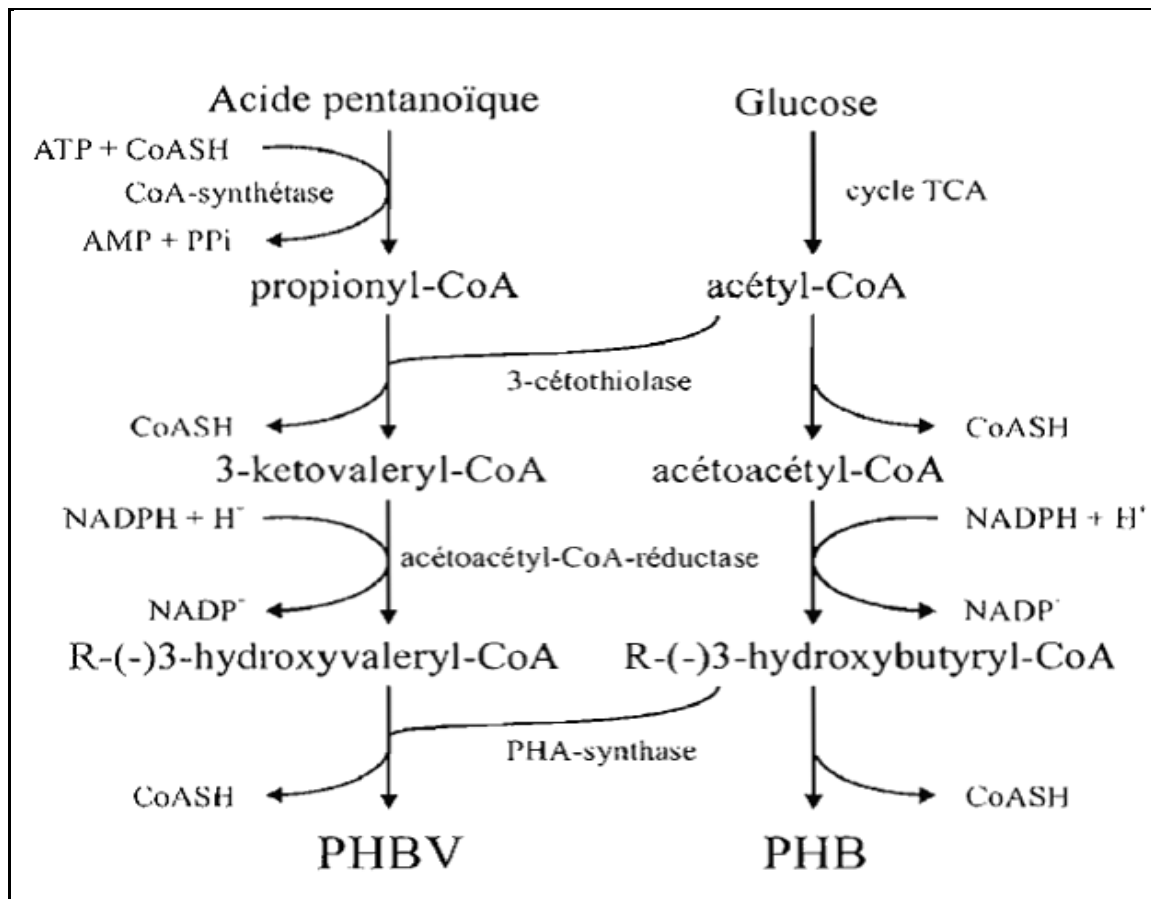 Acide pentanoïque
Glucose
ATP + CoASH
CoA-synthétase
cycle TCA
AMP + PPi
propionyl-CoA
acétyl-CoA
3-cétothiolase
CoASH
CoASH
3-ketovaleryl-CoA
acétoacétyl-CoA
NADPH + H⁻
NADPH + H⁺
acétoacétyl-CoA-réductase
NADP⁻
NADP
R-(-)3-hydroxyvaleryl-CoA
R-(-)3-hydroxybutyryl-CoA
PHA-synthase
CoASH
CoASH
PHBV
PHB